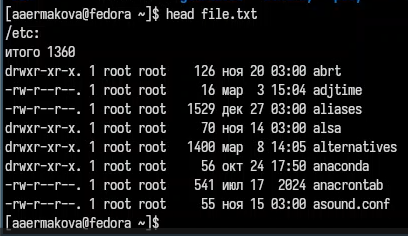 [aaermakova@fedora ~]$ head file.txt
/etc:
итого 1360
drwxr-xr-x. 1 root root    126 ноя 20 03:00 abrt
-rw-r--r--. 1 root root     16 мар  3 15:04 adjtime
-rw-r--r--. 1 root root   1529 дек 27 03:00 aliases
drwxr-xr-x. 1 root root     70 ноя 14 03:00 alsa
drwxr-xr-x. 1 root root   1400 мар  8 14:05 alternatives
drwxr-xr-x. 1 root root     56 окт 24 17:50 anaconda
-rw-r--r--. 1 root root    541 июл 17  2024 anacrontab
-rw-r--r--. 1 root root     55 ноя 15 03:00 asound.conf
[aaermakova@fedora ~]$